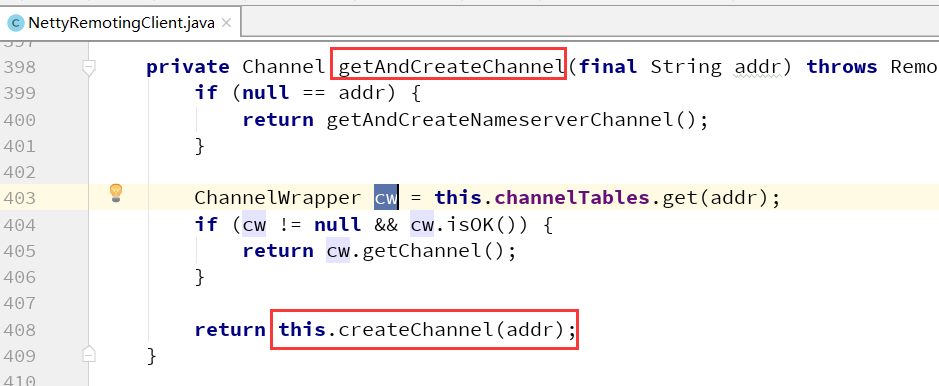 NettyRemotingClient.java ×
397
398 private Channel getAndCreateChannel(final String addr) throws Remo
399 if (null == addr) {
400 return getAndCreateNameserverChannel();
401 }
402
403 ChannelWrapper cw = this.channelTables.get(addr);
404 if (cw != null && cw.isOK()) {
405 return cw.getChannel();
406 }
407
408 return this.createChannel(addr);
409 }
410